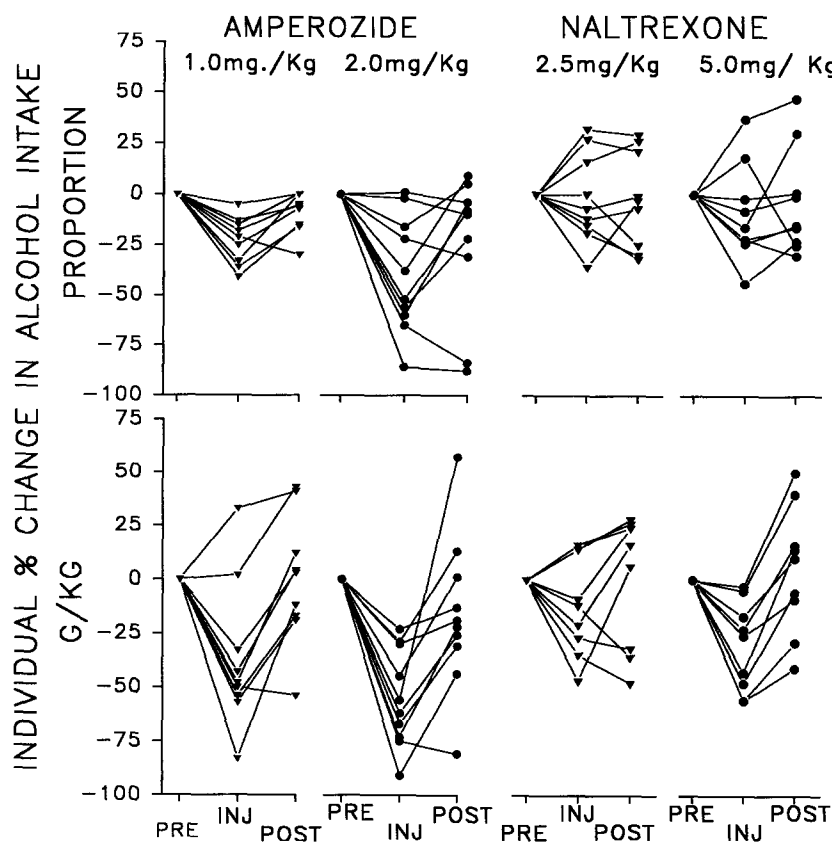 AMPEROZIDE NALTREXONE
1.0mg./Kg 2.0mg/Kg 2.5mg/Kg 5.0mg/ Kg
INDIVIDUAL % CHANGE IN ALCOHOL INTAKE
PROPORTION
75
50
25
0
-25
-50
-75
-100
G/KG
75
50
25
0
-25
-50
-75
-100
PRE INJ POST PRE INJ POST PRE INJ POST PRE INJ POST